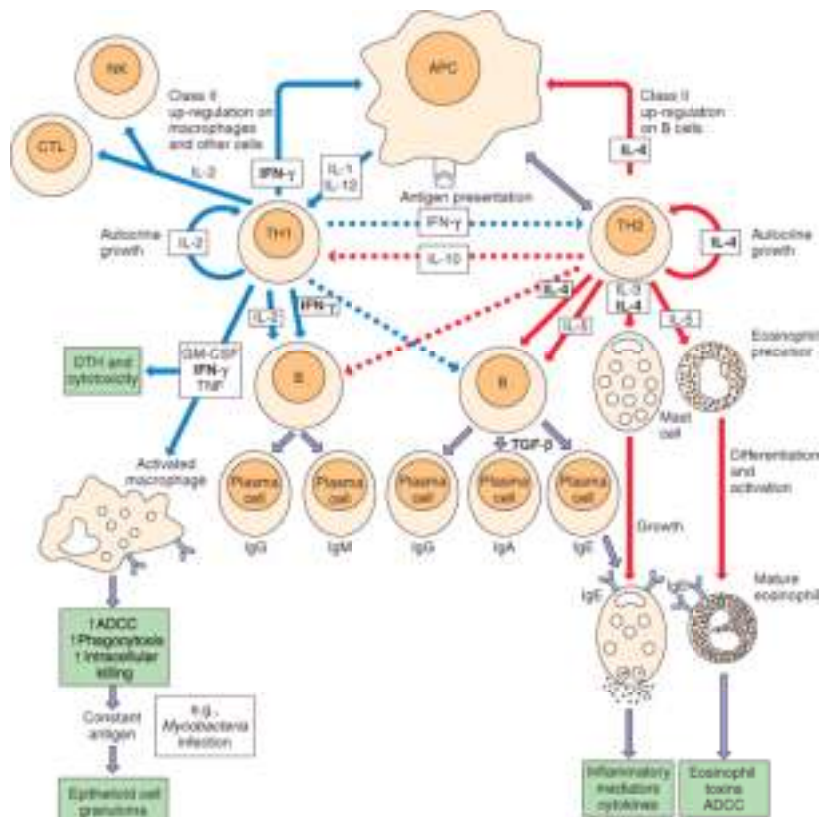 NK
APC
CTL
Class II
up-regulation on
macrophages
and other cells
Class II
up-regulation
on B cells
IL-2
IFN-γ
IL-1
IL-12
IL-4
Antigen presentation
Autocrine
growth
IL-2
TH1
IFN-γ
IL-10
TH2
IL-4
Autocrine
growth
IL-2
IFN-γ
IL-4
IL-5
IL-3
IL-4
IL-5
Eosinophil
precursor
DTH and
cytotoxicity
GM-CSF
IFN-γ
TNF
B
B
Mast
cell
TGF-β
Activated
macrophage
Plasma
cell
Plasma
cell
Plasma
cell
Plasma
cell
Plasma
cell
IgG
IgM
IgG
IgA
IgE
Differentiation
and
activation
Growth
IgE
Mature
eosinophil
↑ADCC
↑Phagocytosis
↑Intracellular
killing
Constant
antigen
e.g.,
Mycobacteria
infection
Epithelioid cell
granuloma
Inflammatory
mediators
cytokines
Eosinophil
toxins
ADCC